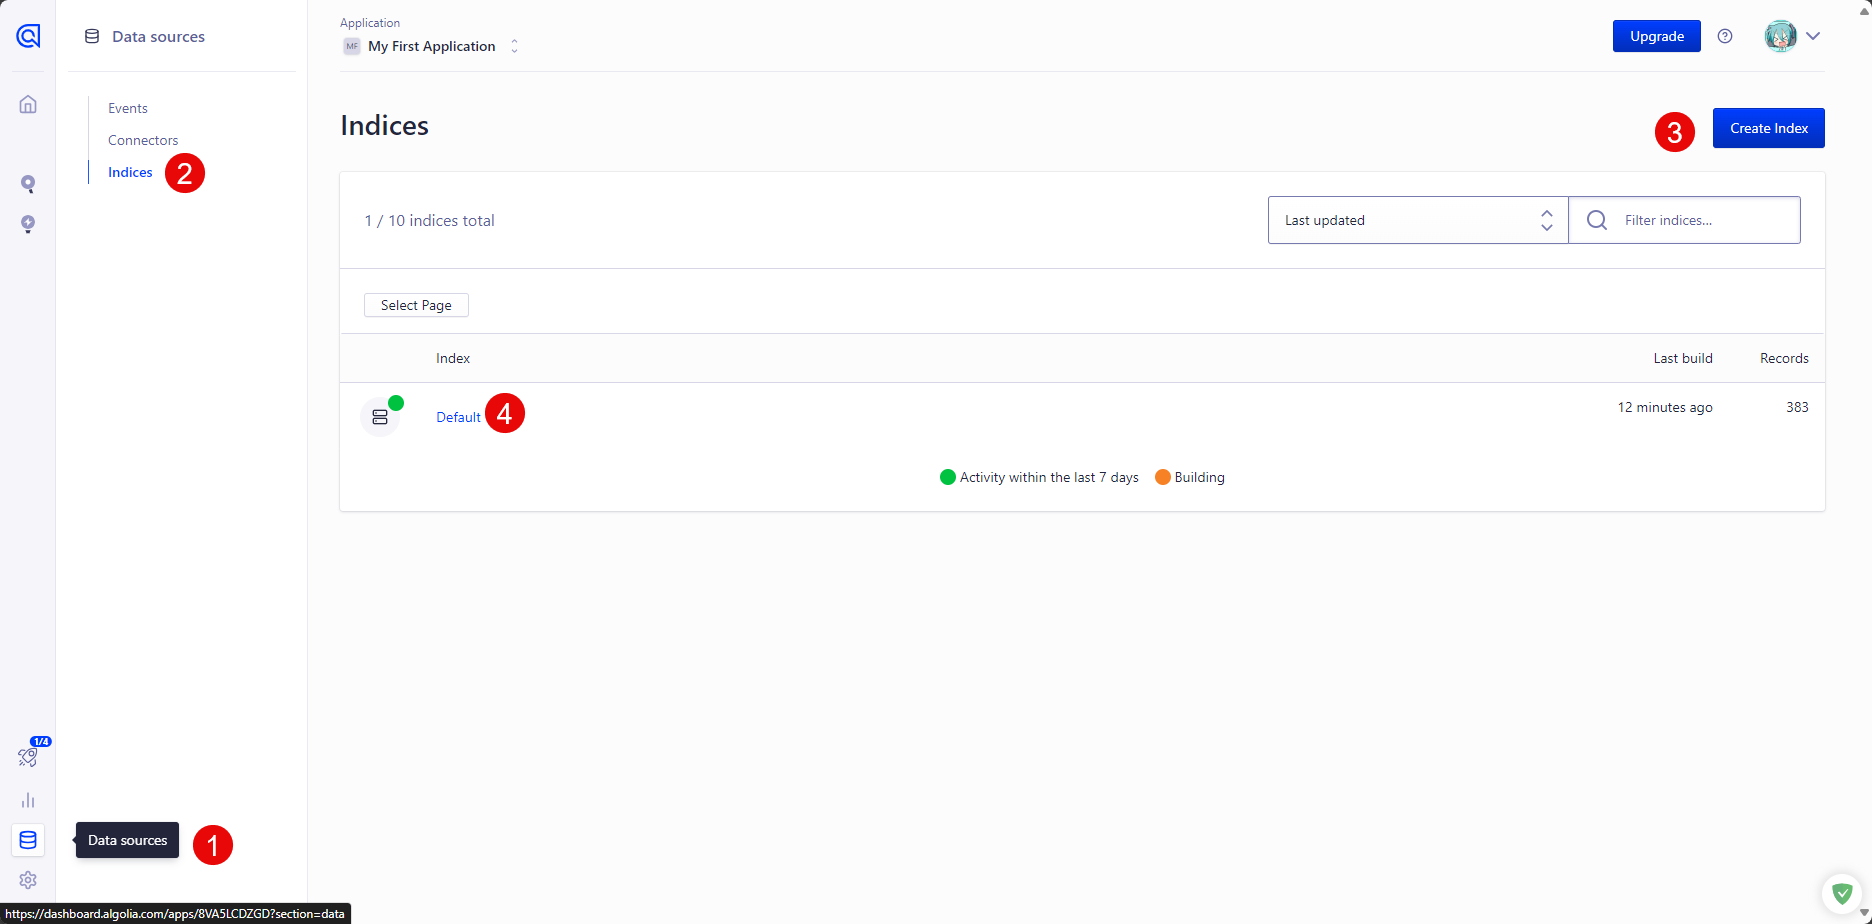 Data sources
Application
MF My First Application
Upgrade
Events
Connectors
Indices 2
Indices
3 Create Index
1 / 10 indices total
Last updated
Filter indices...
Select Page
Index Last build Records
Default 4 12 minutes ago 383
Activity within the last 7 days Building
1/4
Data sources 1
https://dashboard.algolia.com/apps/8VA5LCDZGD?section=data